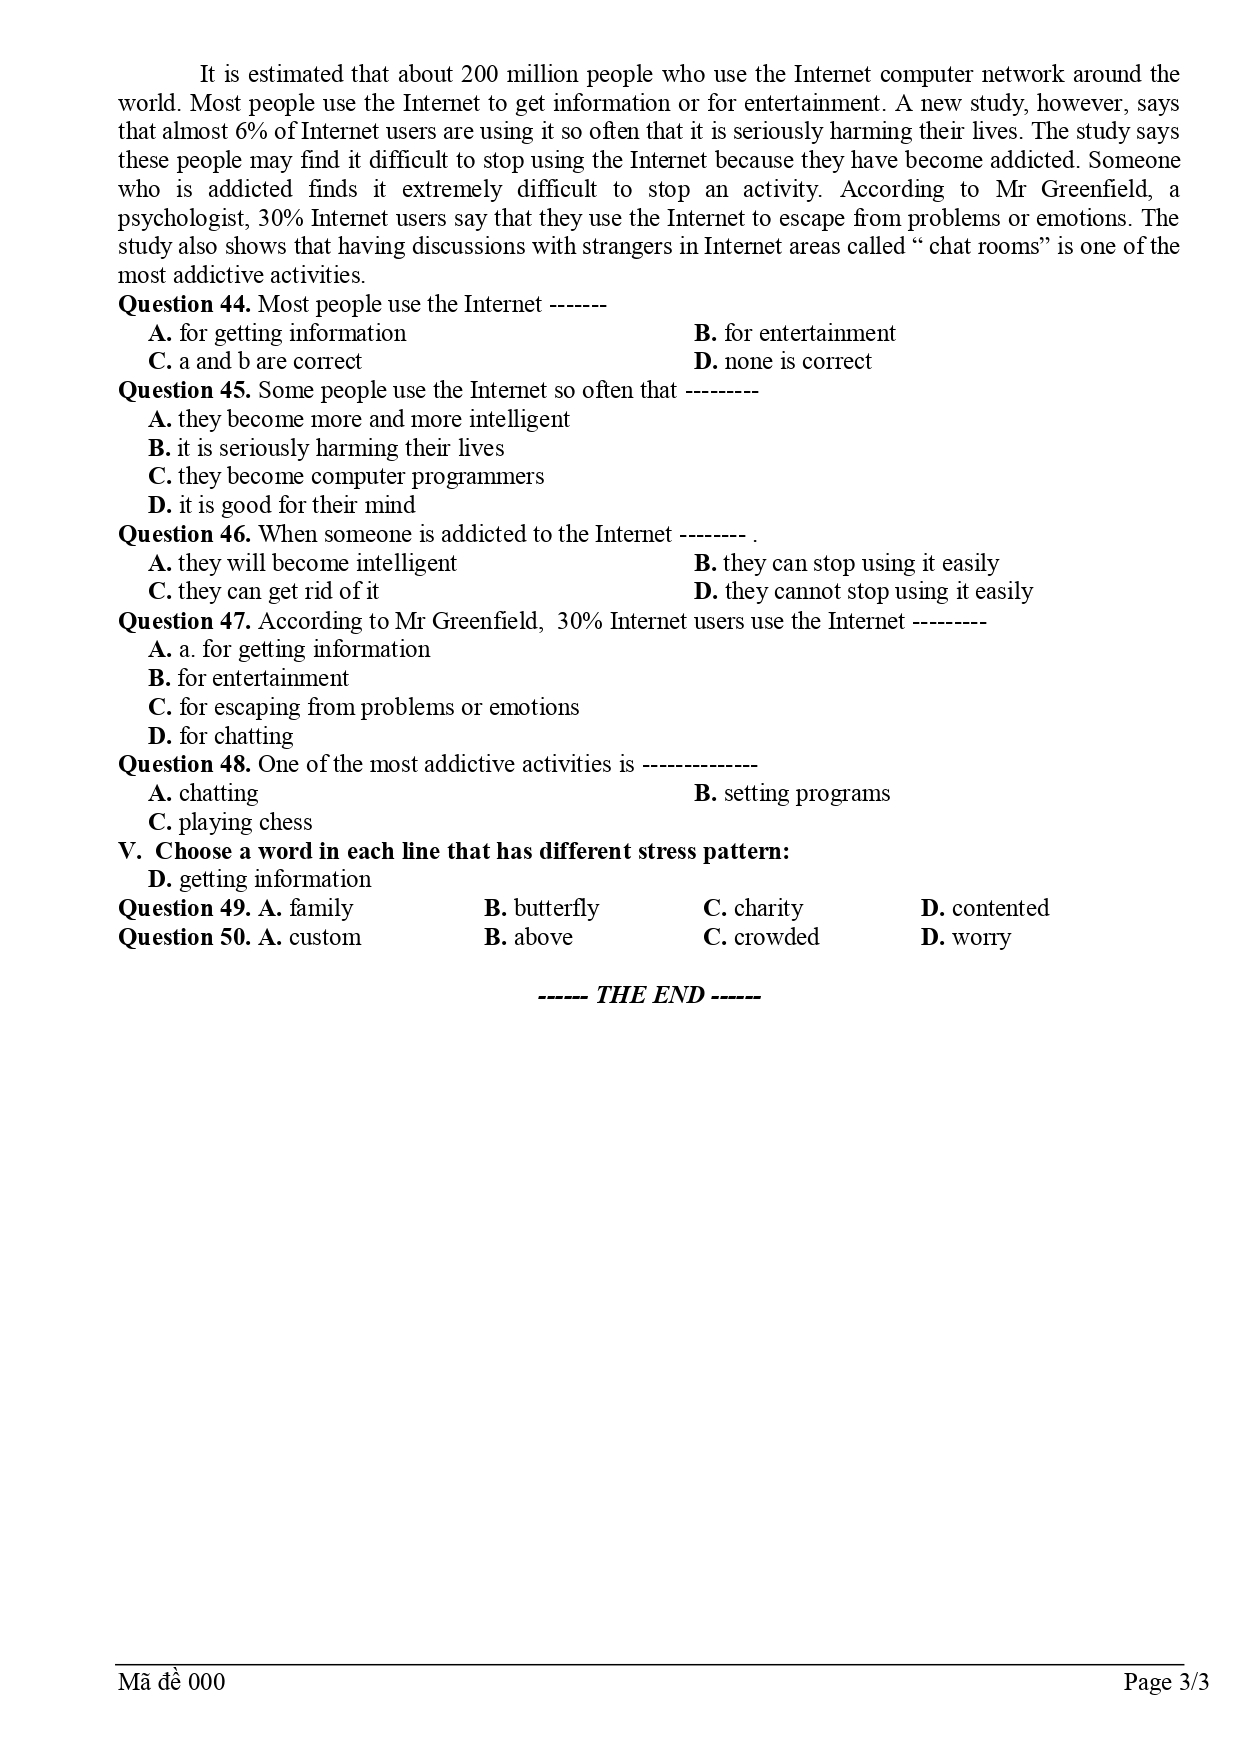 It is estimated that about 200 million people who use the Internet computer network around the
world. Most people use the Internet to get information or for entertainment. A new study, however, says
that almost 6% of Internet users are using it so often that it is seriously harming their lives. The study says
these people may find it difficult to stop using the Internet because they have become addicted. Someone
who is addicted finds it extremely difficult to stop an activity. According to Mr Greenfield, a
psychologist, 30% Internet users say that they use the Internet to escape from problems or emotions. The
study also shows that having discussions with strangers in Internet areas called “ chat rooms” is one of the
most addictive activities.
Question 44. Most people use the Internet -------
A. for getting information B. for entertainment
C. a and b are correct D. none is correct
Question 45. Some people use the Internet so often that ---------
A. they become more and more intelligent
B. it is seriously harming their lives
C. they become computer programmers
D. it is good for their mind
Question 46. When someone is addicted to the Internet -------- .
A. they will become intelligent B. they can stop using it easily
C. they can get rid of it D. they cannot stop using it easily
Question 47. According to Mr Greenfield,  30% Internet users use the Internet ---------
A. a. for getting information
B. for entertainment
C. for escaping from problems or emotions
D. for chatting
Question 48. One of the most addictive activities is --------------
A. chatting B. setting programs
C. playing chess
V. Choose a word in each line that has different stress pattern:
D. getting information
Question 49. A. family B. butterfly C. charity D. contented
Question 50. A. custom B. above C. crowded D. worry
------ THE END ------
Mã đề 000 Page 3/3